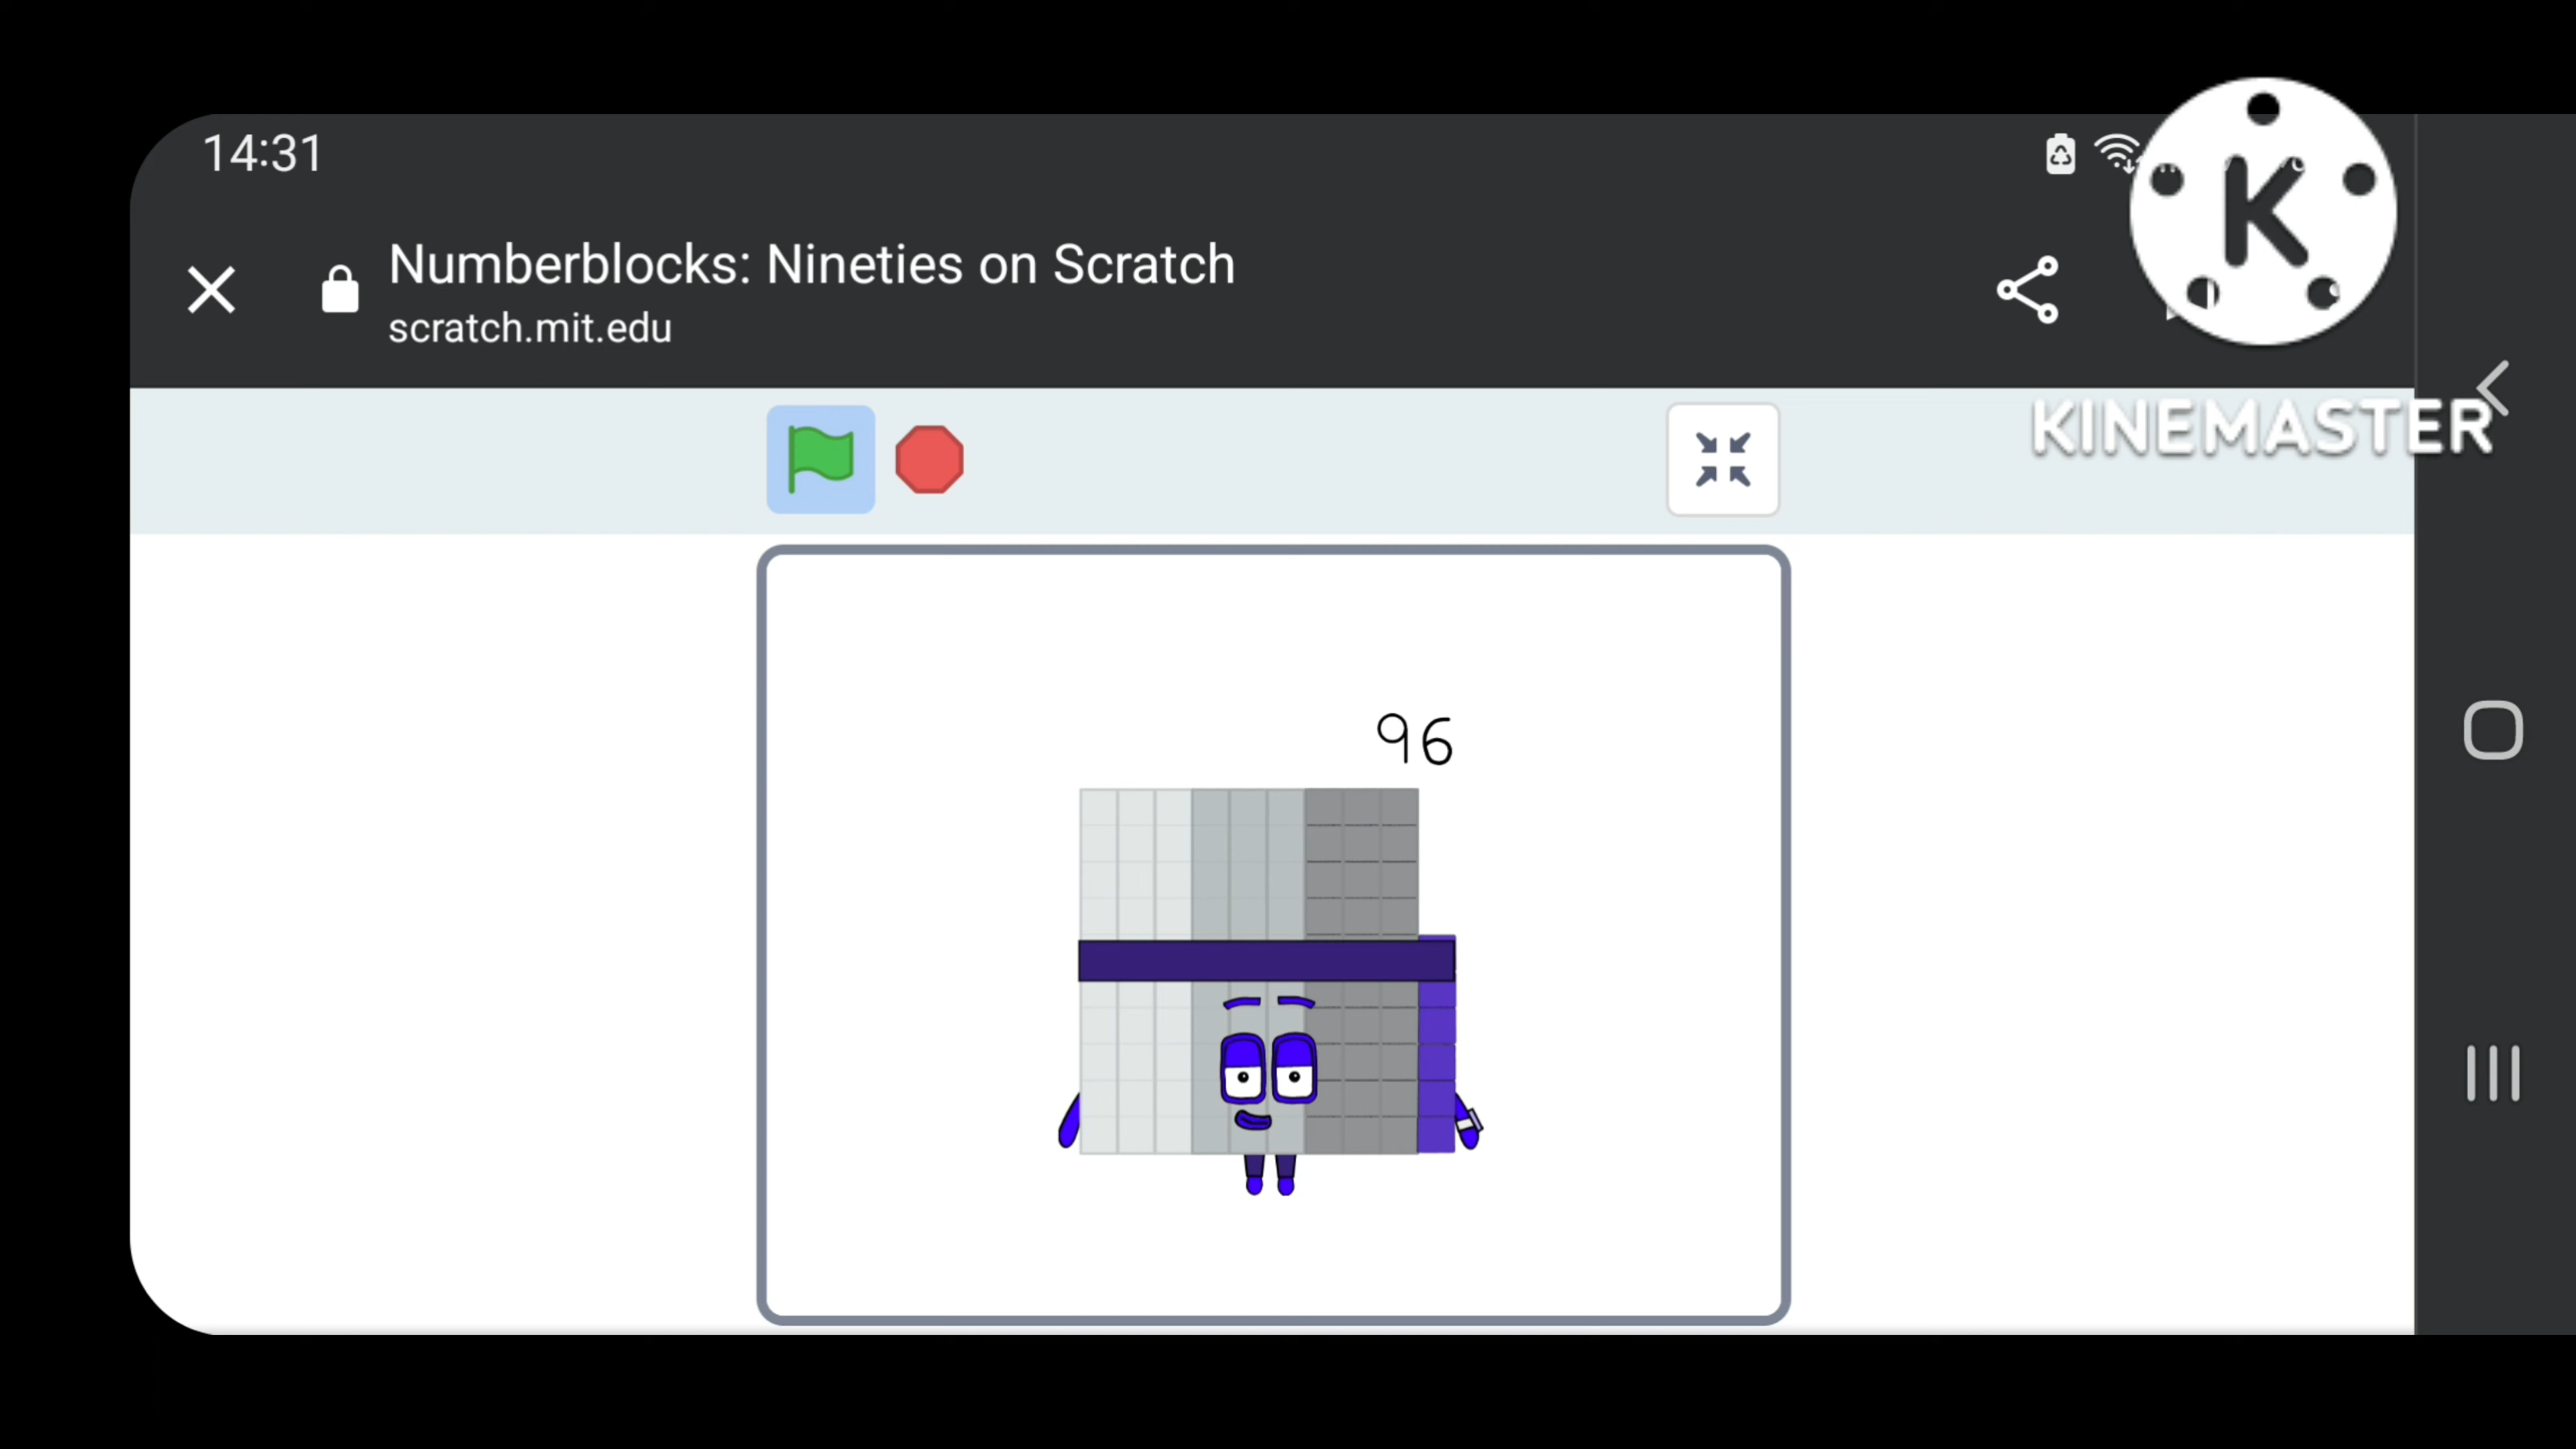 14:31
Numberblocks: Nineties on Scratch
scratch.mit.edu
K
KINEMASTER
96